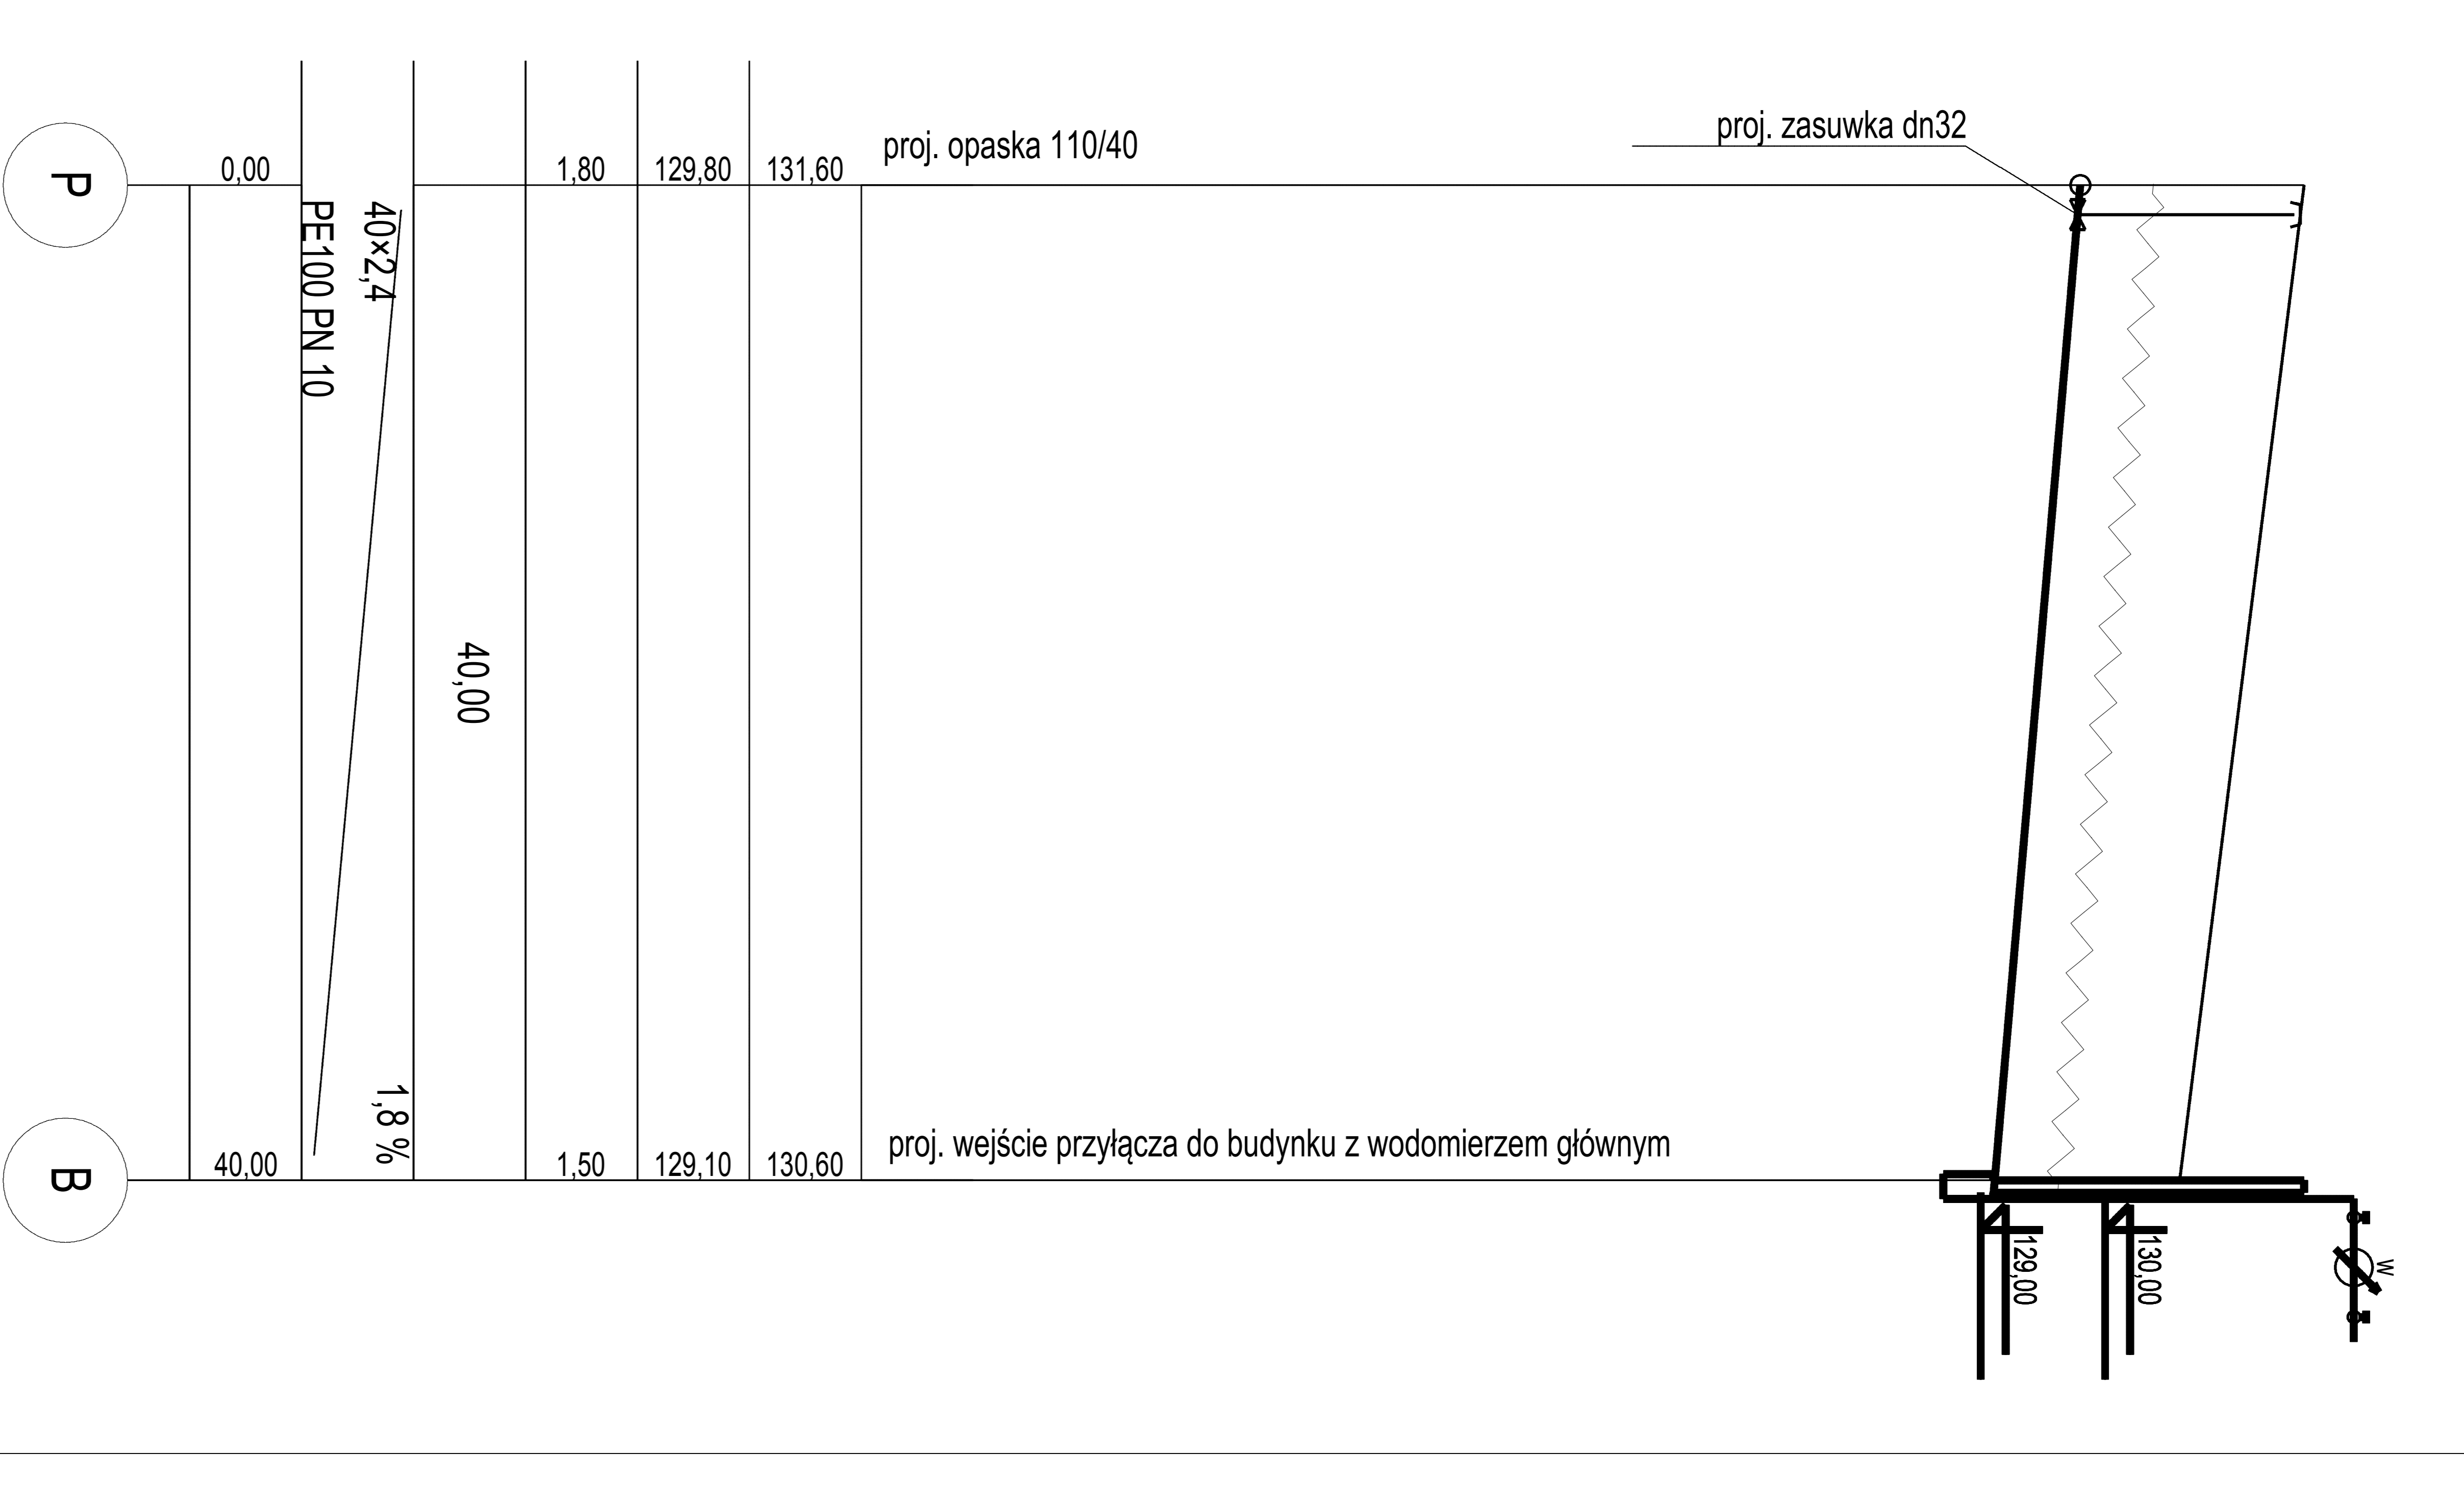 proj. zasuwka dn32
proj. opaska 110/40
P
0,00
1,80
129,80
131,60
40×2,4
PE100 PN 10
40,00
1,8 %
B
40,00
1,50
129,10
130,60
proj. wejście przyłącza do budynku z wodomierzem głównym
129,00
130,00
W